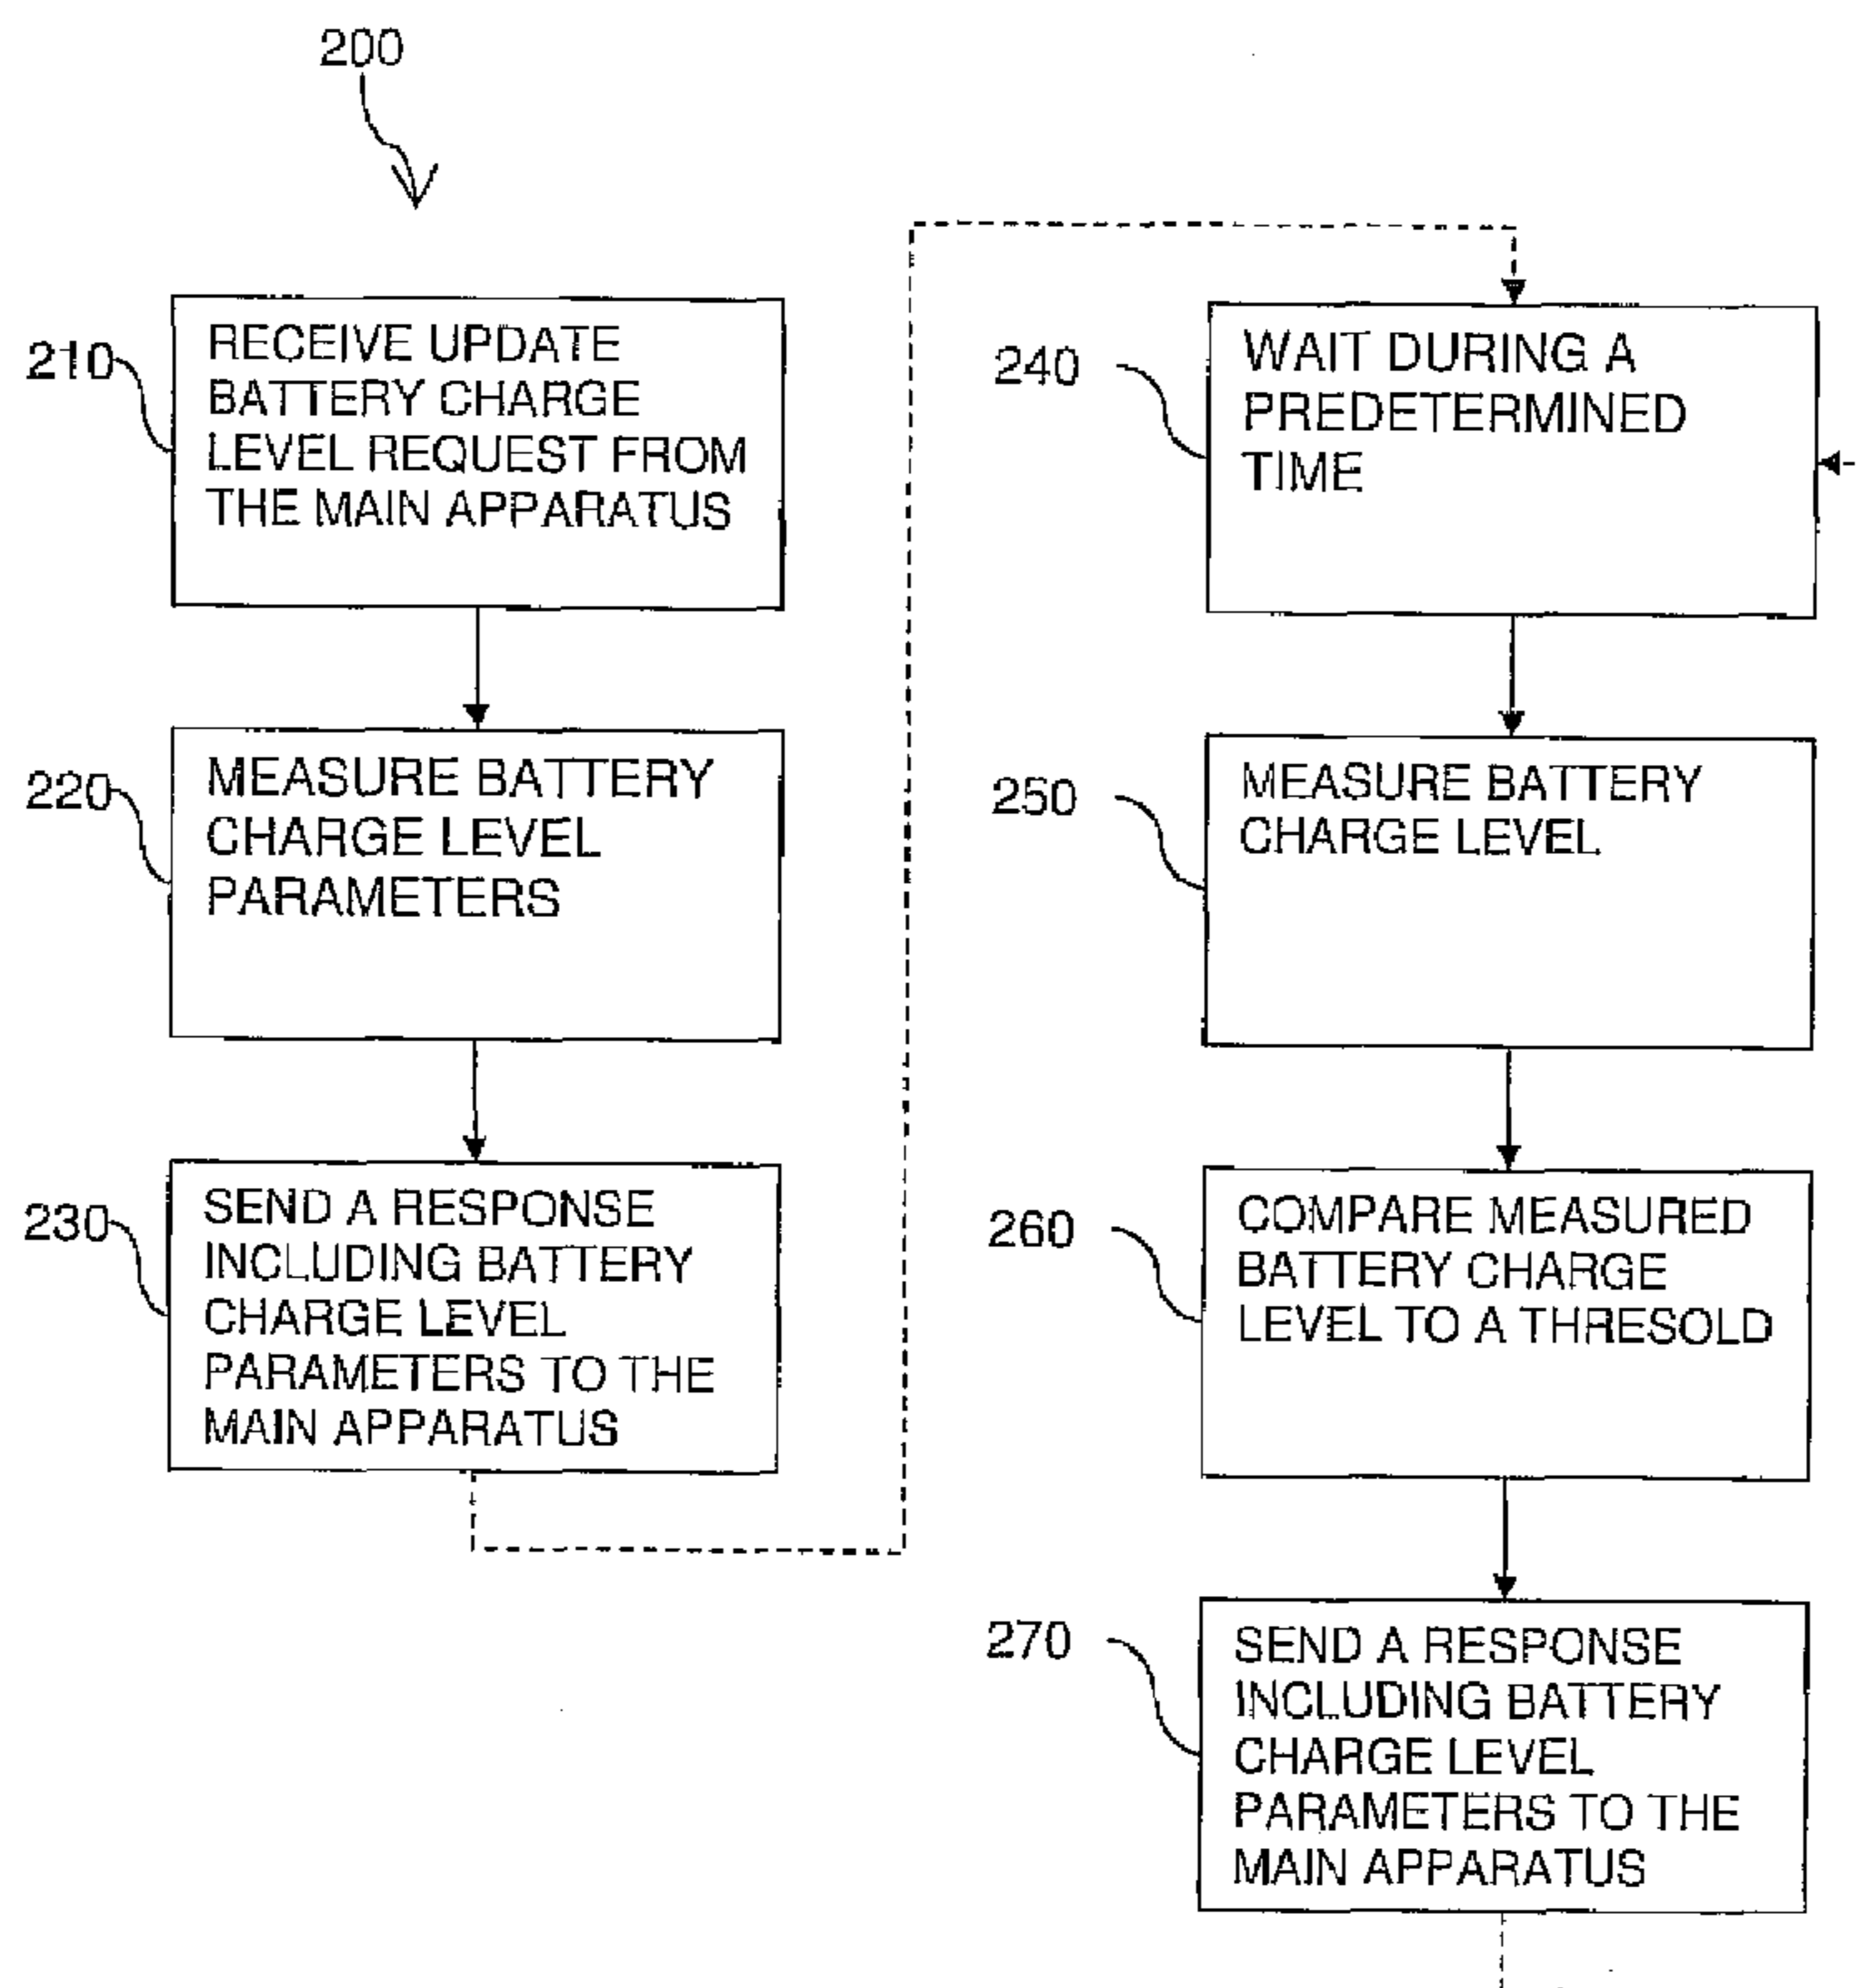 200
210
RECEIVE UPDATE
BATTERY CHARGE
LEVEL REQUEST FROM
THE MAIN APPARATUS
220
MEASURE BATTERY
CHARGE LEVEL
PARAMETERS
230
SEND A RESPONSE
INCLUDING BATTERY
CHARGE LEVEL
PARAMETERS TO THE
MAIN APPARATUS
240
WAIT DURING A
PREDETERMINED
TIME
250
MEASURE BATTERY
CHARGE LEVEL
260
COMPARE MEASURED
BATTERY CHARGE
LEVEL TO A THRESOLD
270
SEND A RESPONSE
INCLUDING BATTERY
CHARGE LEVEL
PARAMETERS TO THE
MAIN APPARATUS